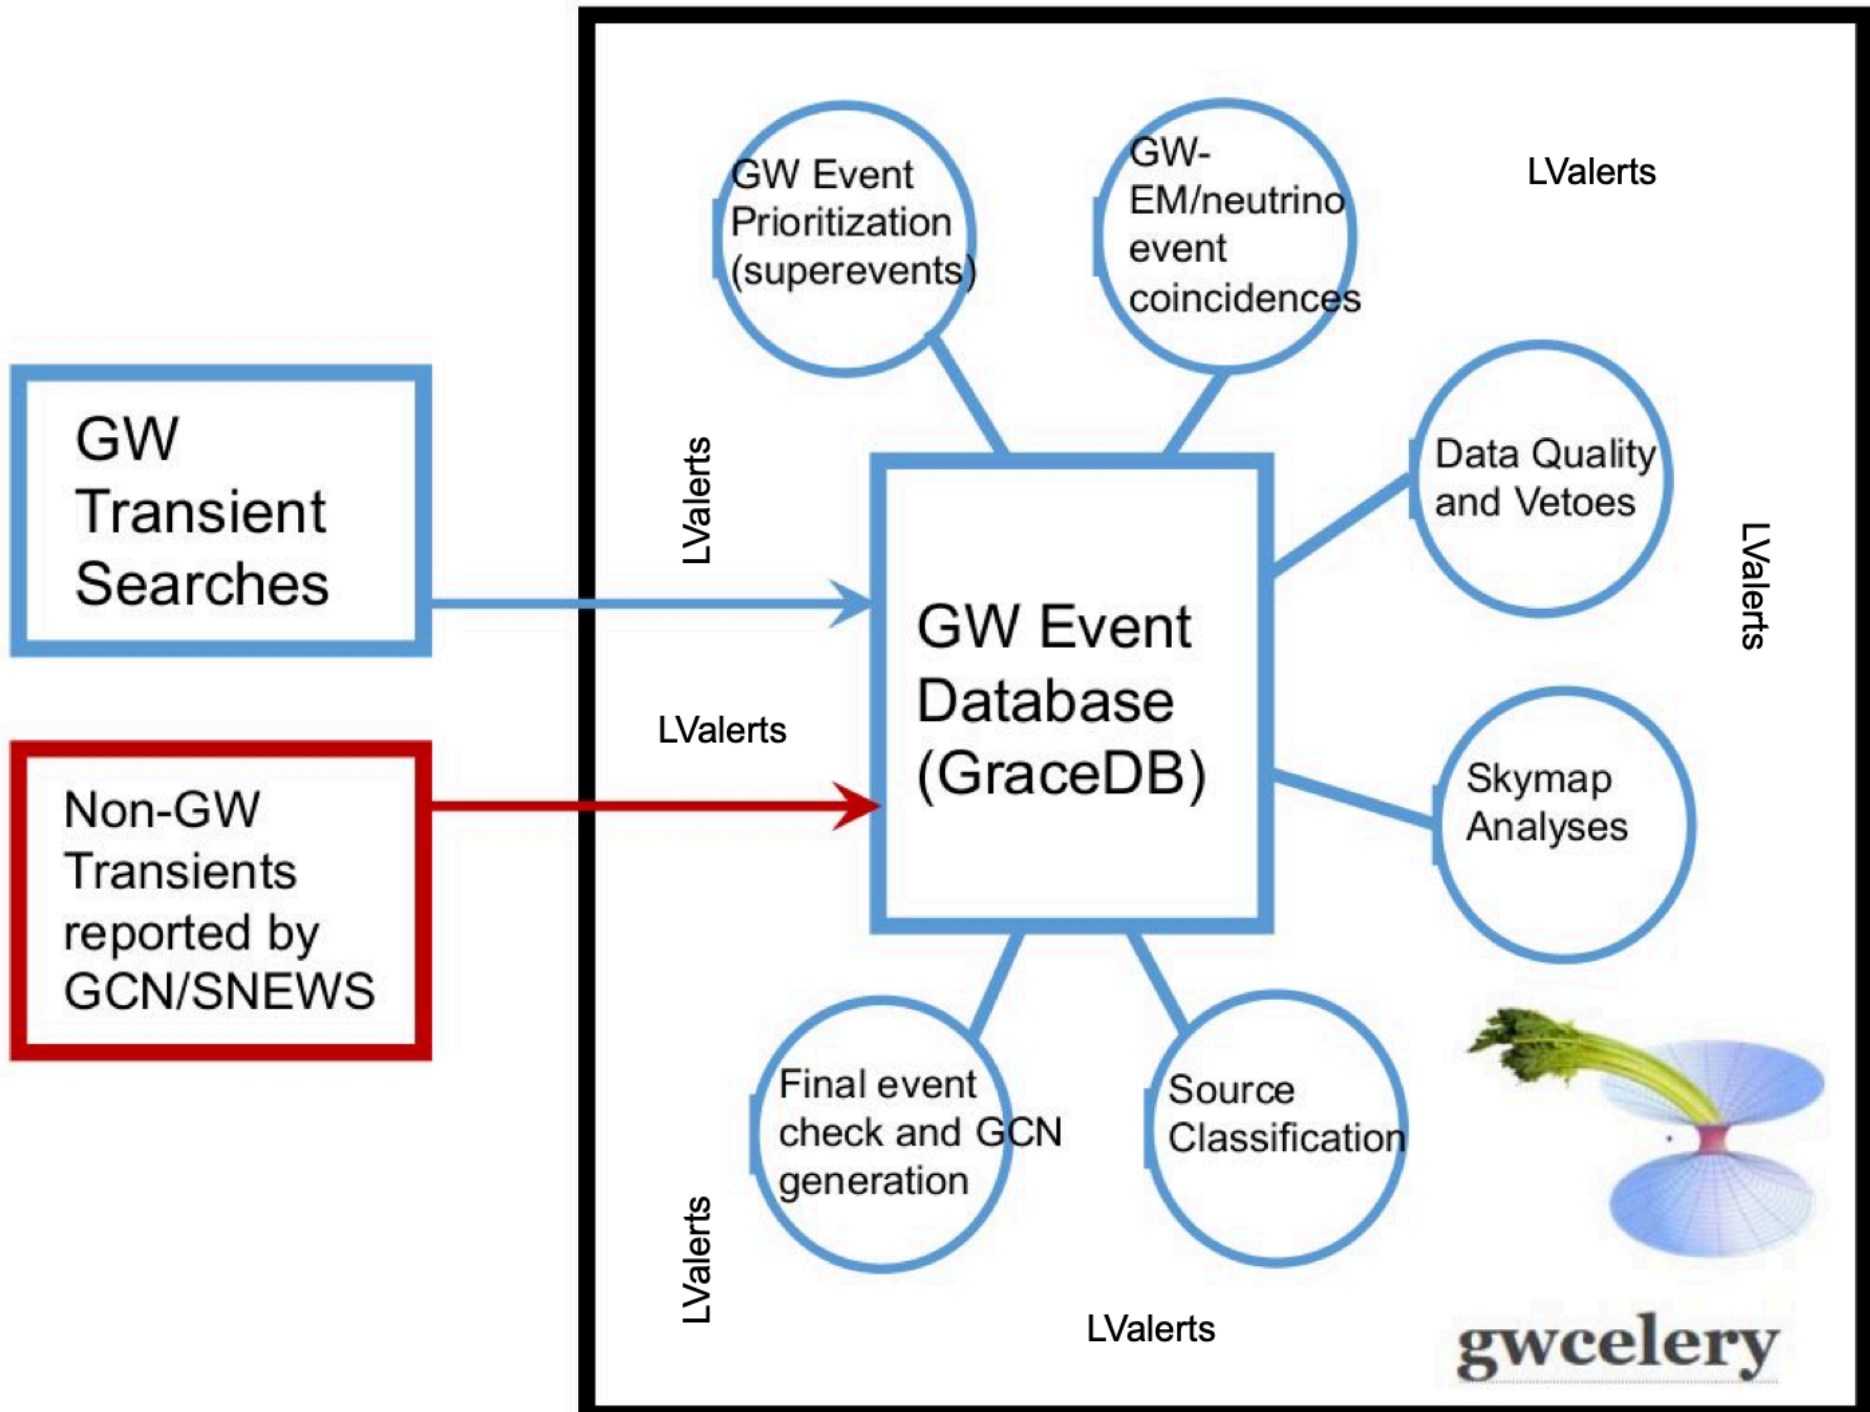 GW Event
Prioritization
(superevents)
GW-
EM/neutrino
event
coincidences
LValerts
GW
Transient
Searches
LValerts
Data Quality
and Vetoes
LValerts
GW Event
Database
(GraceDB)
LValerts
Non-GW
Transients
reported by
GCN/SNEWS
Skymap
Analyses
Final event
check and GCN
generation
Source
Classification
LValerts
LValerts
gwcelery